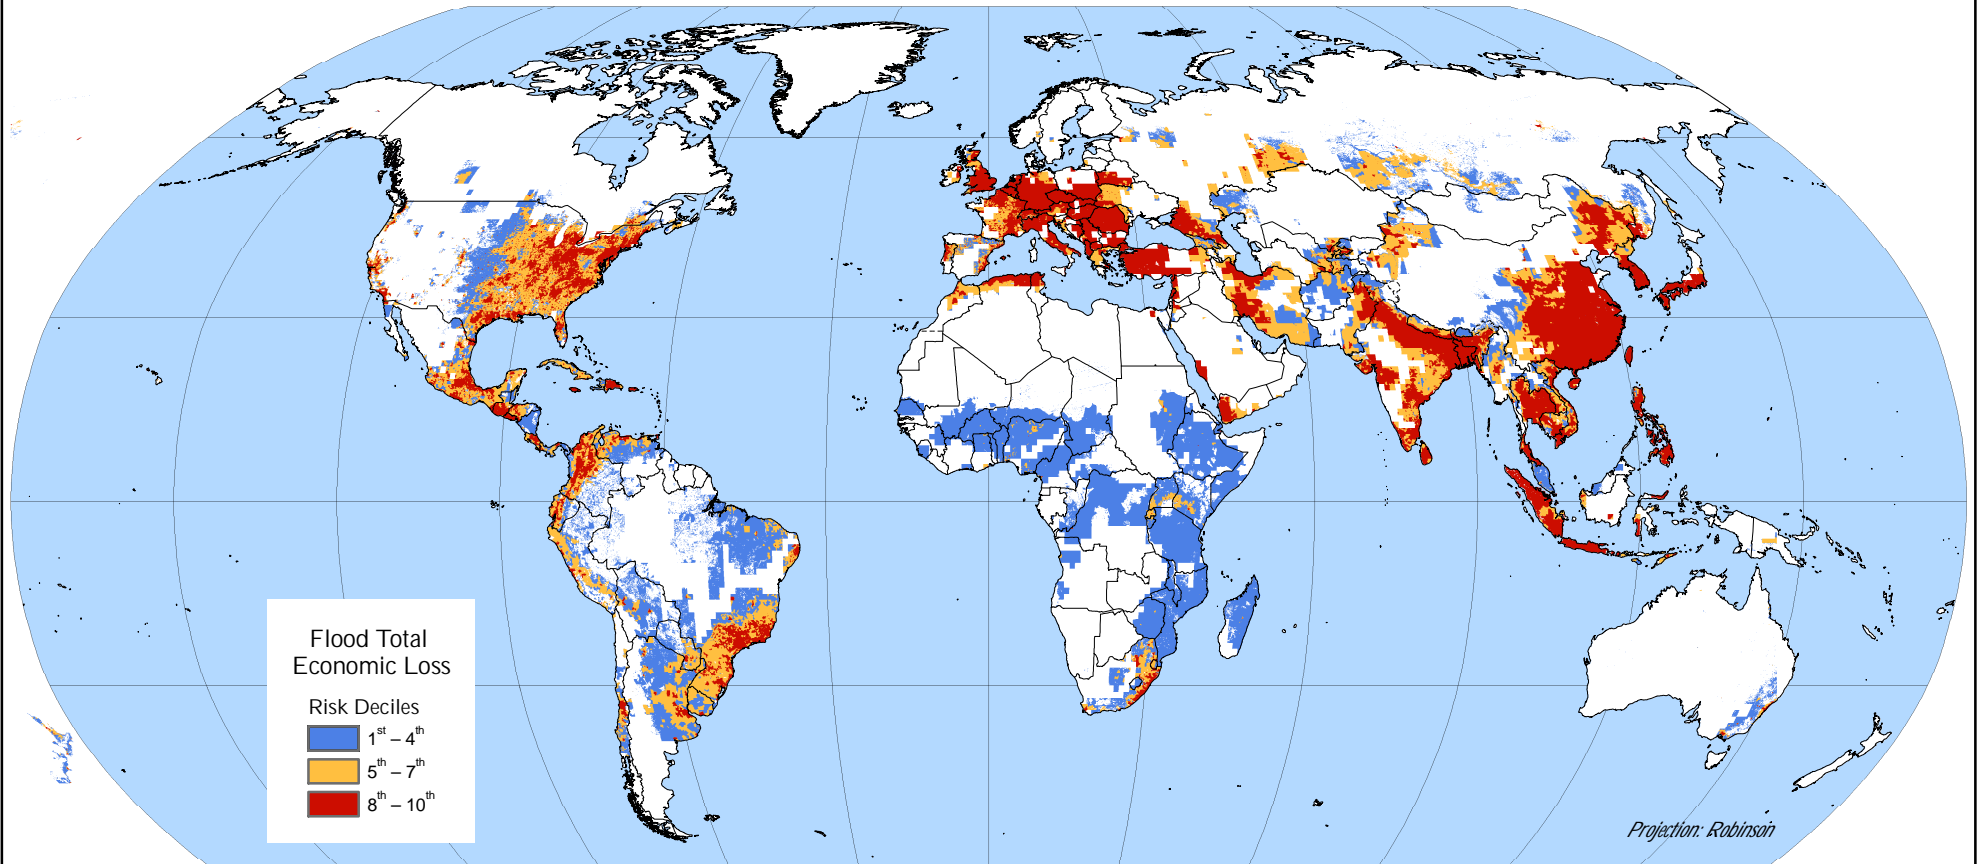 Flood Total
Economic Loss
Risk Deciles
1st – 4th
5th – 7th
8th – 10th
Projection: Robinson